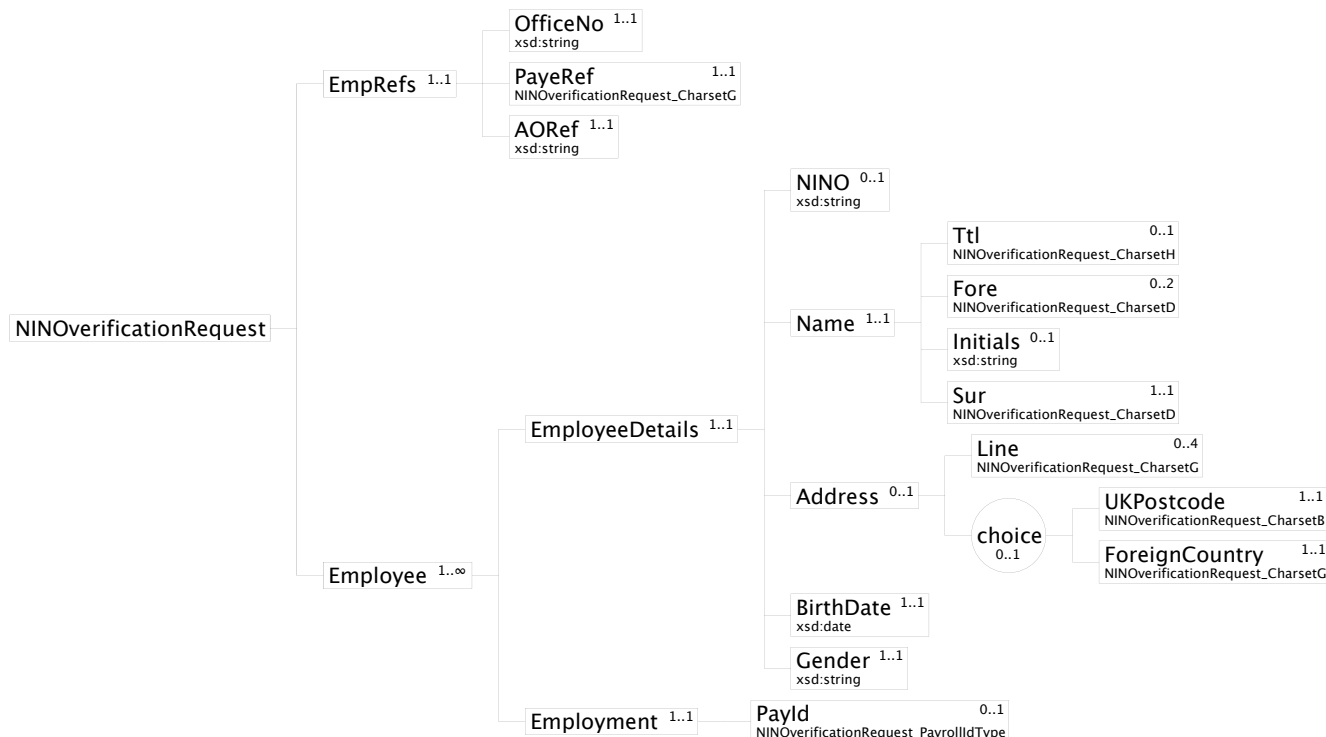 OfficeNo 1..1
xsd:string
EmpRefs 1..1
PayeRef 1..1
NINOverificationRequest_CharsetG
AORef 1..1
xsd:string
NINO 0..1
xsd:string
Ttl 0..1
NINOverificationRequest_CharsetH
Fore 0..2
NINOverificationRequest_CharsetD
NINOverificationRequest
Name 1..1
Initials 0..1
xsd:string
Sur 1..1
NINOverificationRequest_CharsetD
EmployeeDetails 1..1
Line 0..4
NINOverificationRequest_CharsetG
Address 0..1
choice
0..1
UKPostcode 1..1
NINOverificationRequest_CharsetB
ForeignCountry 1..1
NINOverificationRequest_CharsetG
Employee 1..∞
BirthDate 1..1
xsd:date
Gender 1..1
xsd:string
Employment 1..1
PayId 0..1
NINOverificationRequest_PayrollIdType